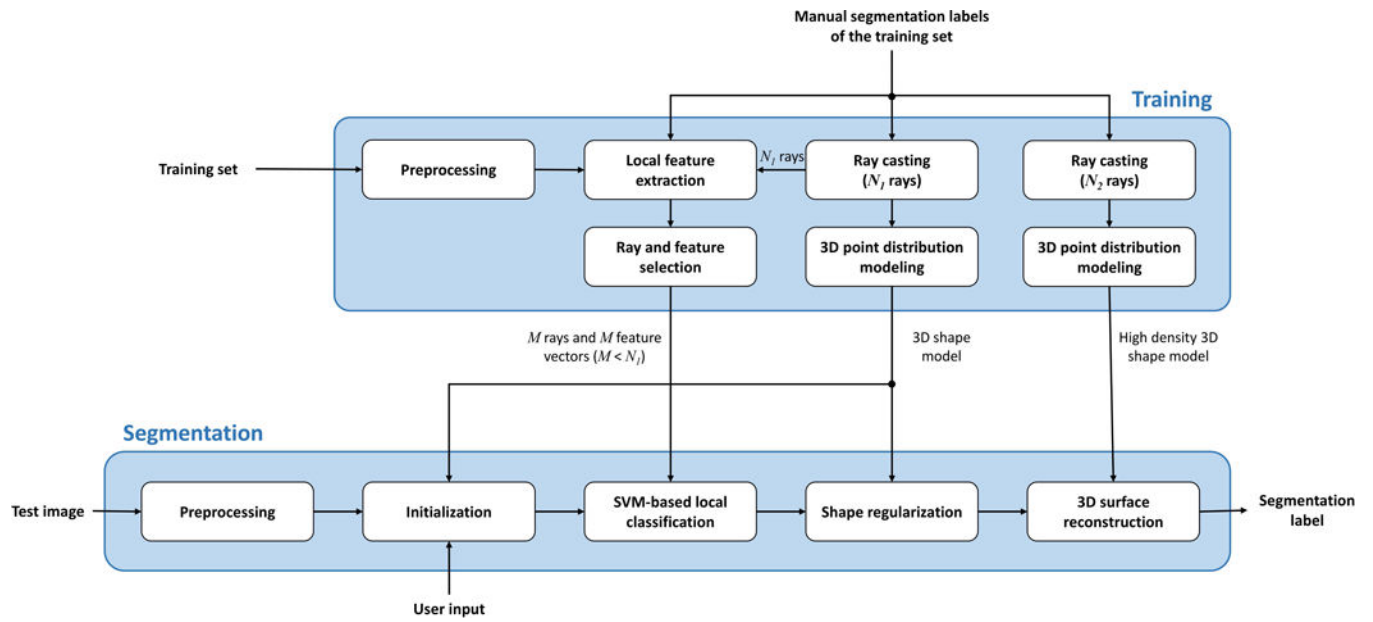 Manual segmentation labels
of the training set
Training
Training set
Preprocessing
Local feature
extraction
N₁ rays
Ray casting
(N₁ rays)
Ray casting
(N₂ rays)
Ray and feature
selection
3D point distribution
modeling
3D point distribution
modeling
M rays and M feature
vectors (M < N₁)
3D shape
model
High density 3D
shape model
Segmentation
Test image
Preprocessing
Initialization
SVM-based local
classification
Shape regularization
3D surface
reconstruction
Segmentation
label
User input